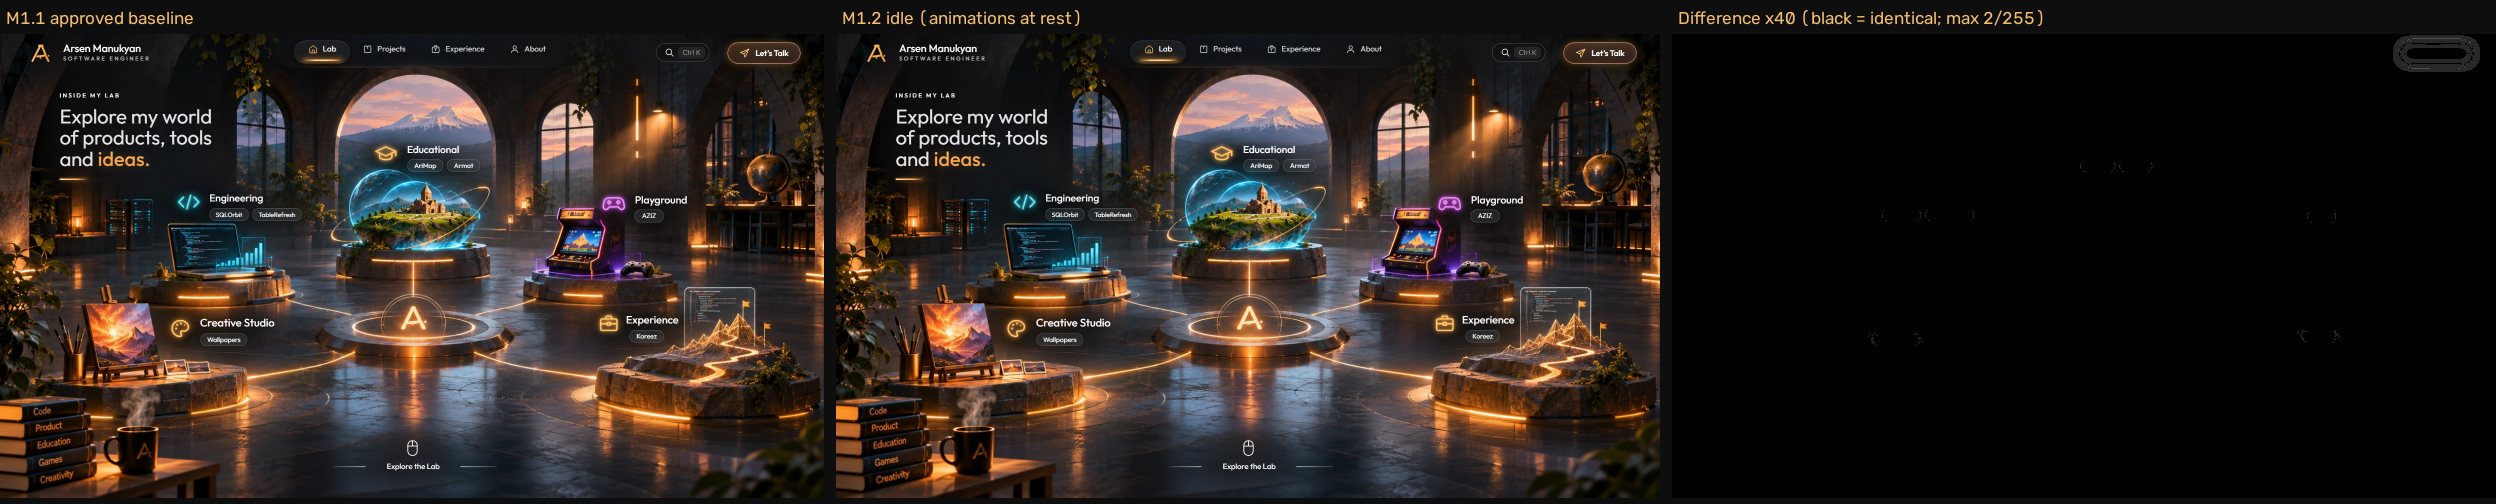 M1.1 approved baseline
Arsen Manukyan
SOFTWARE ENGINEER
Lab
Projects
Experience
About
Ctrl K
Let's Talk
INSIDE MY LAB
Explore my world
of products, tools
and ideas.
Educational
AriMap
Armat
Engineering
SQLOrbit
TableRefresh
Playground
AZIZ
Creative Studio
Wallpapers
Experience
Koreez
Code
Product
Education
Games
Creativity
Explore the Lab
M1.2 idle (animations at rest)
Arsen Manukyan
SOFTWARE ENGINEER
Lab
Projects
Experience
About
Ctrl K
Let's Talk
INSIDE MY LAB
Explore my world
of products, tools
and ideas.
Educational
AriMap
Armat
Engineering
SQLOrbit
TableRefresh
Playground
AZIZ
Creative Studio
Wallpapers
Experience
Koreez
Code
Product
Education
Games
Creativity
Explore the Lab
Difference x40 (black = identical; max 2/255)